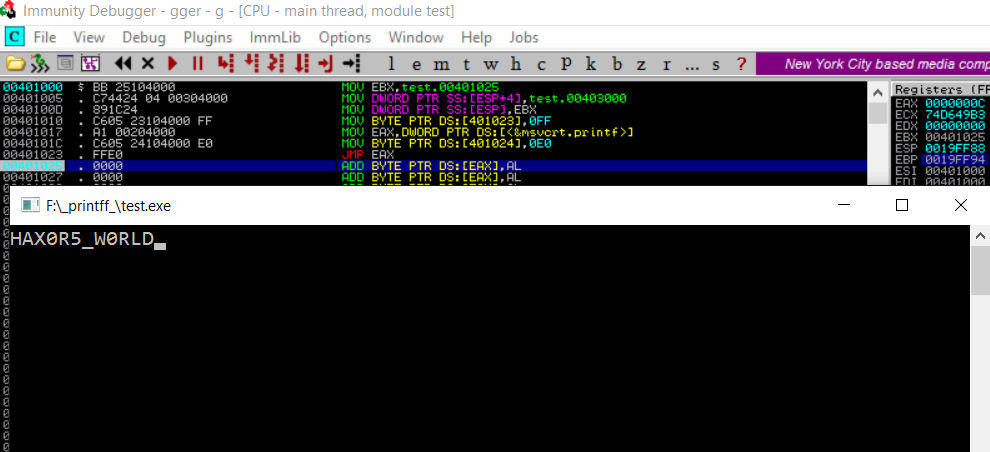 Immunity Debugger - gger - g - [CPU - main thread, module test]
C File View Debug Plugins ImmLib Options Window Help Jobs
l e m t w h c P k b z r ... s ? New York City based media comp
00401000 $ BB 25104000 MOV EBX,test.00401025
00401005 . C74424 04 00304000 MOV DWORD PTR SS:[ESP+4],test.00403000
0040100D . 891C24 MOV DWORD PTR SS:[ESP],EBX
00401010 . C605 23104000 FF MOV BYTE PTR DS:[401023],0FF
00401017 . A1 00204000 MOV EAX,DWORD PTR DS:[<&msvcrt.printf>]
0040101C . C605 24104000 E0 MOV BYTE PTR DS:[401024],0E0
00401023 . FFE0 JMP EAX
00401025 . 0000 ADD BYTE PTR DS:[EAX],AL
00401027 . 0000 ADD BYTE PTR DS:[EAX],AL
Registers (FP
EAX 0000000C
ECX 74D649B3
EDX 00000000
EBX 00401025
ESP 0019FF88
EBP 0019FF94
ESI 00401000
EDI 00401000
F:\_printff_\test.exe
HAX0R5_W0RLD_